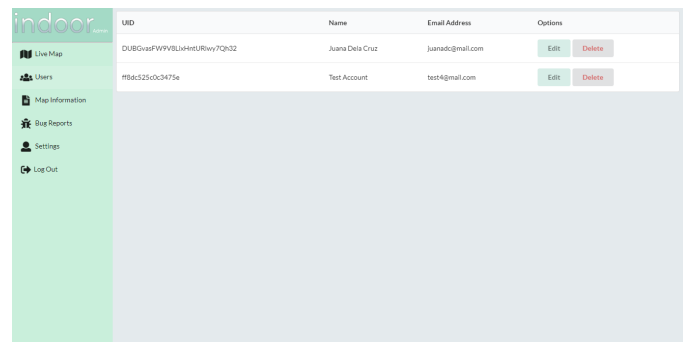 indoor
Live Map
Users
Map Information
Bug Reports
Settings
Log Out
UID Name Email Address Options
DUBGvasFW9V8LixHntURlwy7Qh32 Juana Dela Cruz juanadc@mail.com Edit Delete
ff8dc525c0c3475e Test Account test4@mail.com Edit Delete